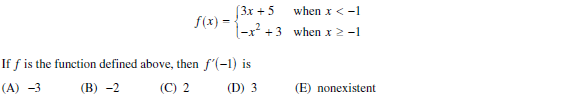 f(x) = {3x + 5 when x < −1
−x² + 3 when x ≥ −1
If f is the function defined above, then f′(−1) is
(A) −3 (B) −2 (C) 2 (D) 3 (E) nonexistent